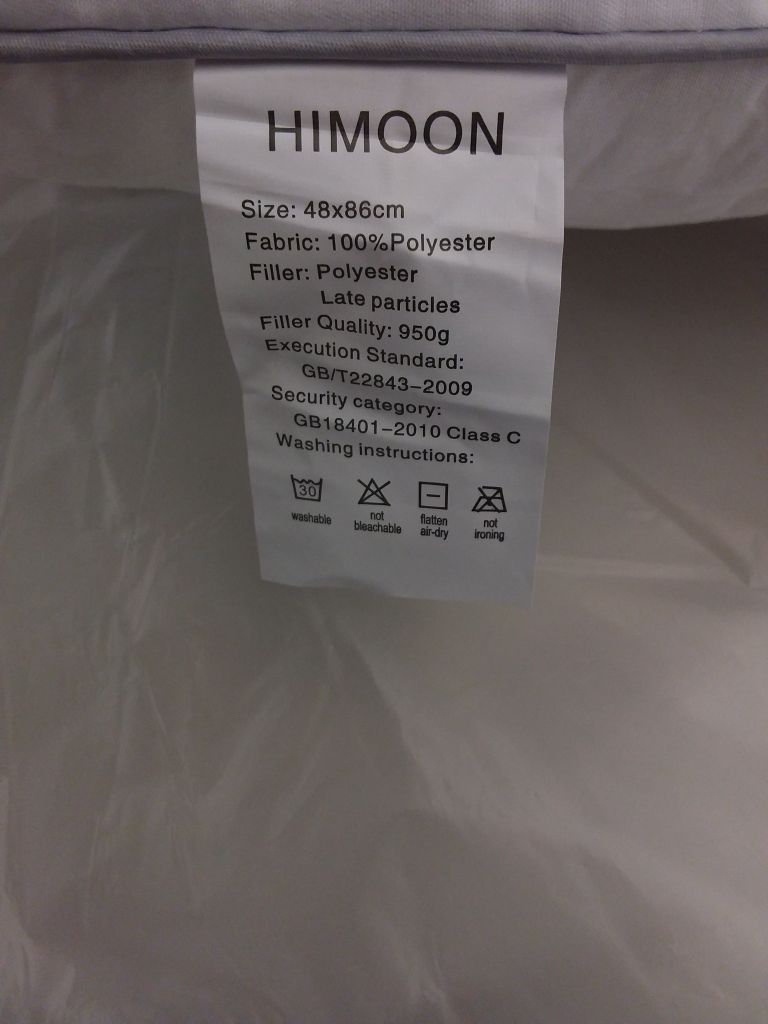 HIMOON
Size: 48x86cm
Fabric: 100%Polyester
Filler: Polyester
Late particles
Filler Quality: 950g
Execution Standard:
GB/T22843-2009
Security category:
GB18401-2010 Class C
Washing instructions:
30
washable
not
bleachable
flatten
air-dry
not
ironing